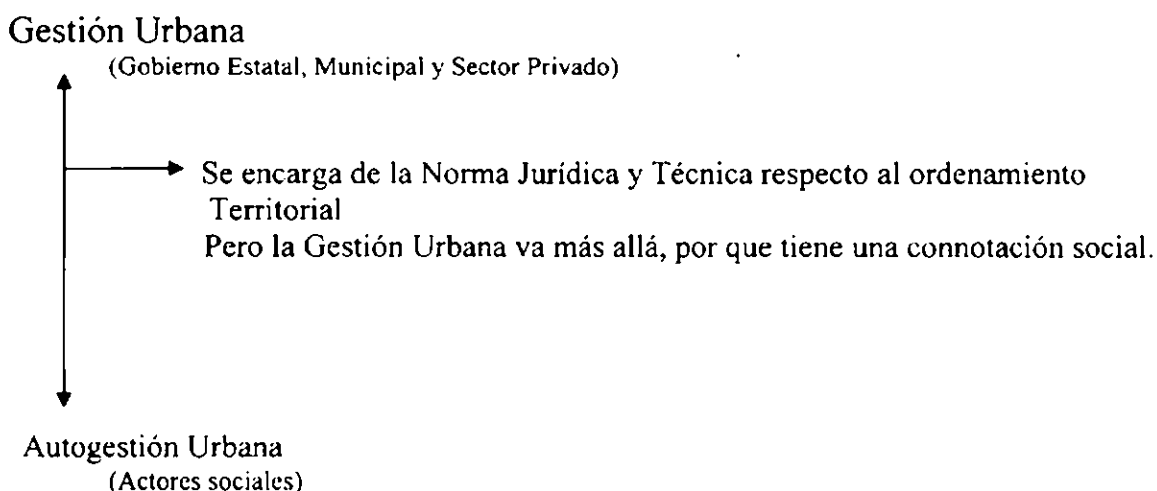 Gestión Urbana
(Gobierno Estatal, Municipal y Sector Privado)
Se encarga de la Norma Jurídica y Técnica respecto al ordenamiento
Territorial
Pero la Gestión Urbana va más allá, por que tiene una connotación social.
Autogestión Urbana
(Actores sociales)